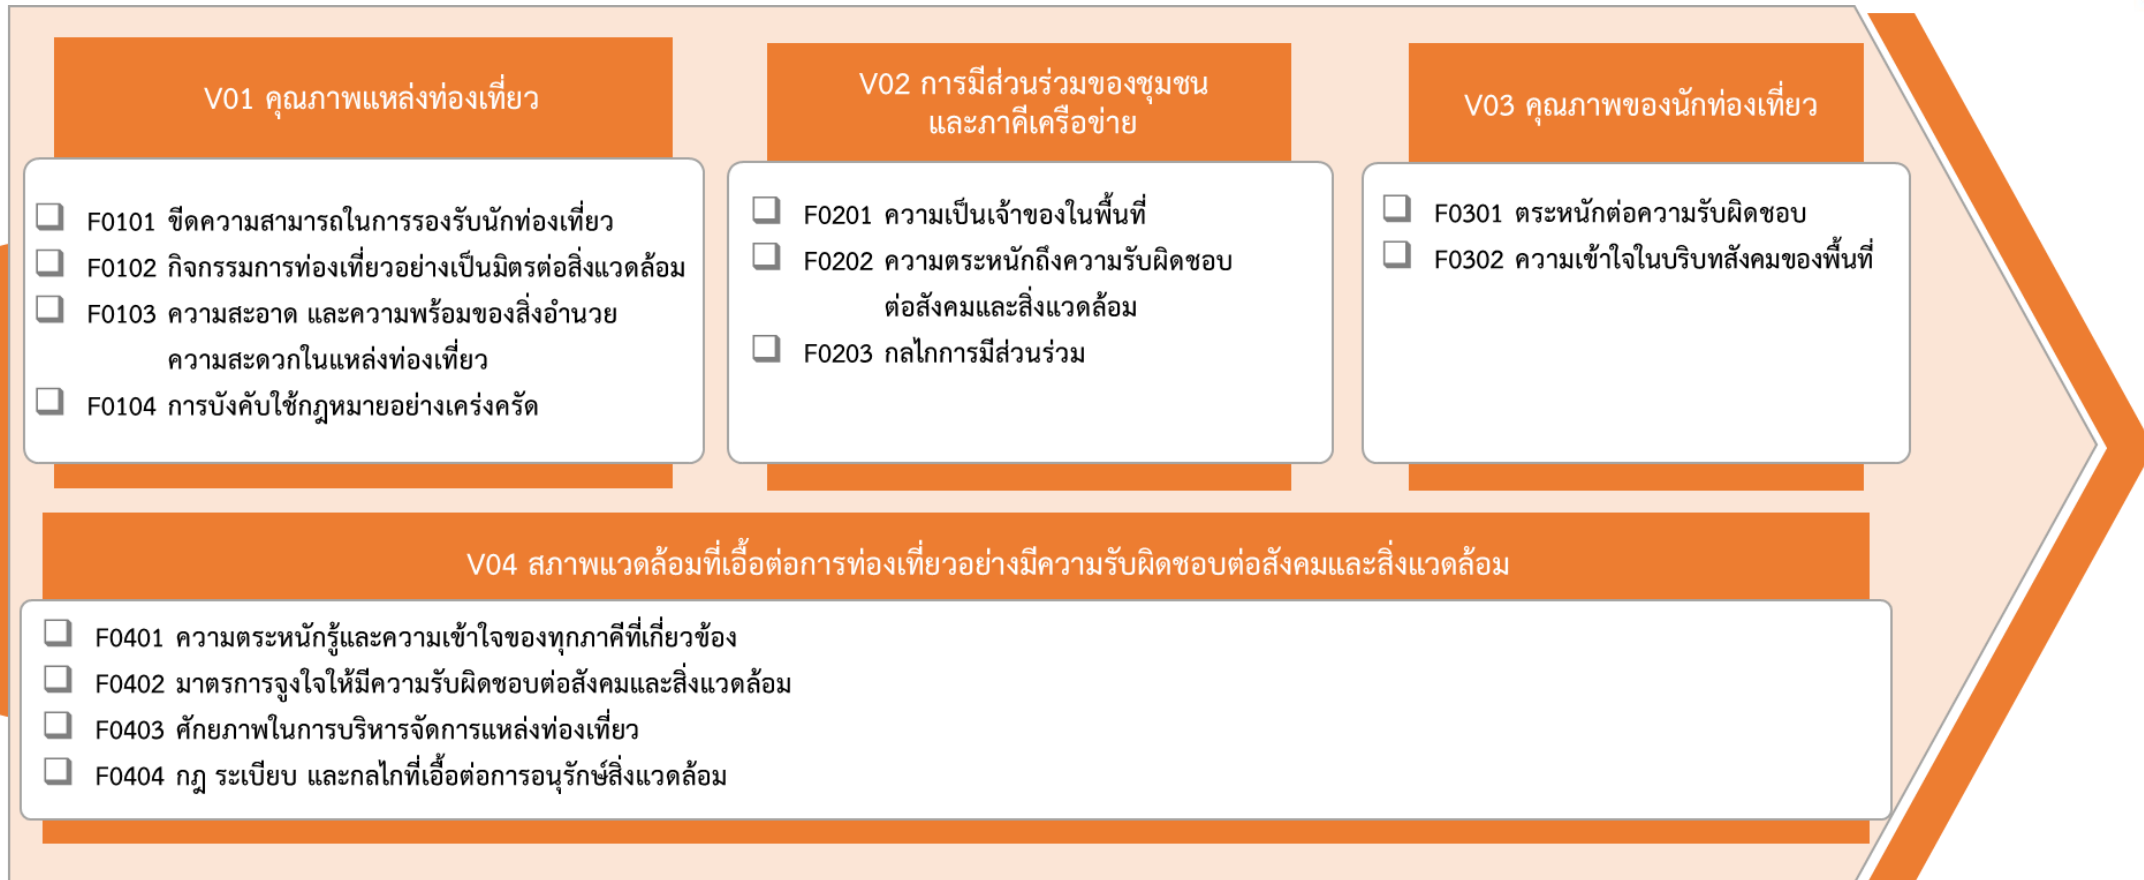 V01 คุณภาพแหล่งท่องเที่ยว
F0101 ขีดความสามารถในการรองรับนักท่องเที่ยว
F0102 กิจกรรมการท่องเที่ยวอย่างเป็นมิตรต่อสิ่งแวดล้อม
F0103 ความสะอาด และความพร้อมของสิ่งอำนวย
ความสะดวกในแหล่งท่องเที่ยว
F0104 การบังคับใช้กฎหมายอย่างเคร่งครัด
V02 การมีส่วนร่วมของชุมชน
และภาคีเครือข่าย
F0201 ความเป็นเจ้าของในพื้นที่
F0202 ความตระหนักถึงความรับผิดชอบ
ต่อสังคมและสิ่งแวดล้อม
F0203 กลไกการมีส่วนร่วม
V03 คุณภาพของนักท่องเที่ยว
F0301 ตระหนักต่อความรับผิดชอบ
F0302 ความเข้าใจในบริบทสังคมของพื้นที่
V04 สภาพแวดล้อมที่เอื้อต่อการท่องเที่ยวอย่างมีความรับผิดชอบต่อสังคมและสิ่งแวดล้อม
F0401 ความตระหนักรู้และความเข้าใจของทุกภาคีที่เกี่ยวข้อง
F0402 มาตรการจูงใจให้มีความรับผิดชอบต่อสังคมและสิ่งแวดล้อม
F0403 ศักยภาพในการบริหารจัดการแหล่งท่องเที่ยว
F0404 กฎ ระเบียบ และกลไกที่เอื้อต่อการอนุรักษ์สิ่งแวดล้อม